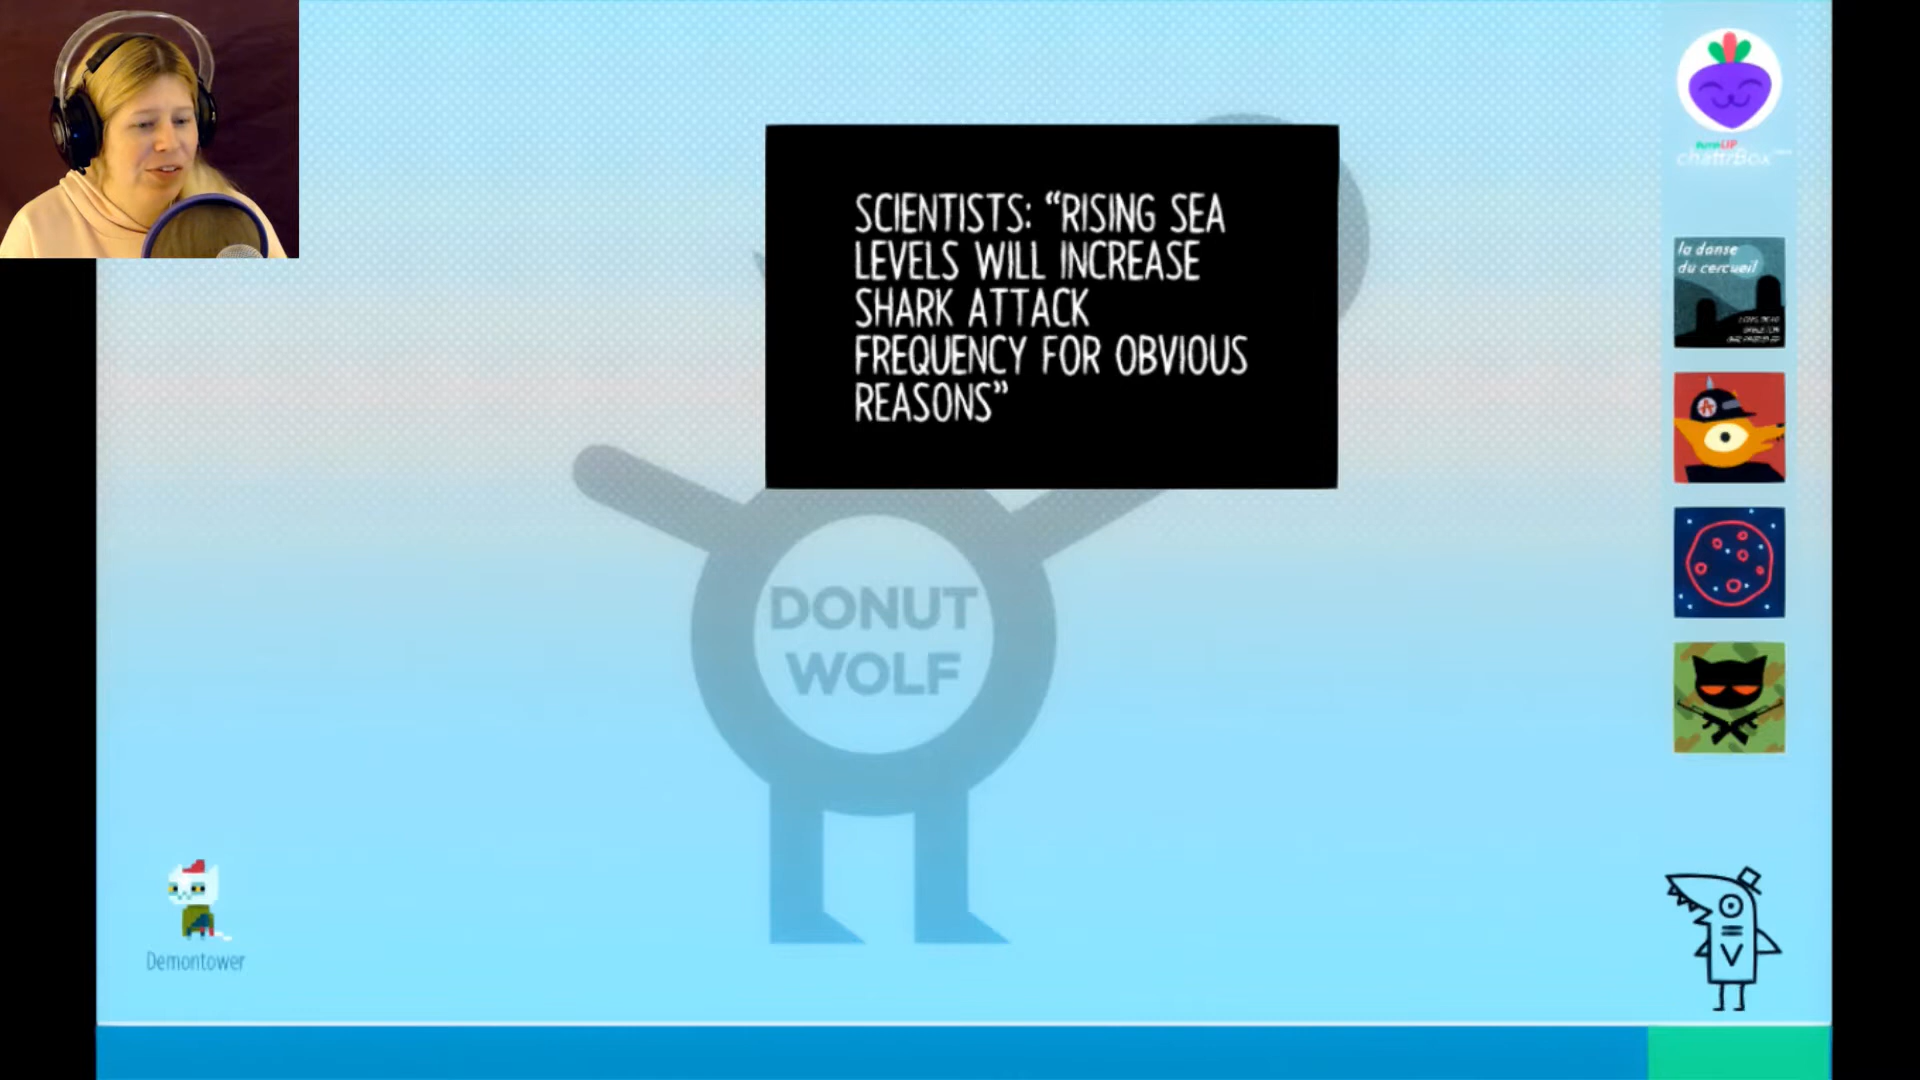 SCIENTISTS: “RISING SEA
LEVELS WILL INCREASE
SHARK ATTACK
FREQUENCY FOR OBVIOUS
REASONS”
chattrBox
la danse
du cercueil
DONUT
WOLF
Demontower